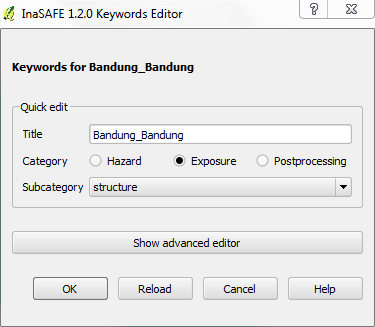 InaSAFE 1.2.0 Keywords Editor
Keywords for Bandung_Bandung
Quick edit
Title Bandung_Bandung
Category Hazard Exposure Postprocessing
Subcategory structure
Show advanced editor
OK Reload Cancel Help